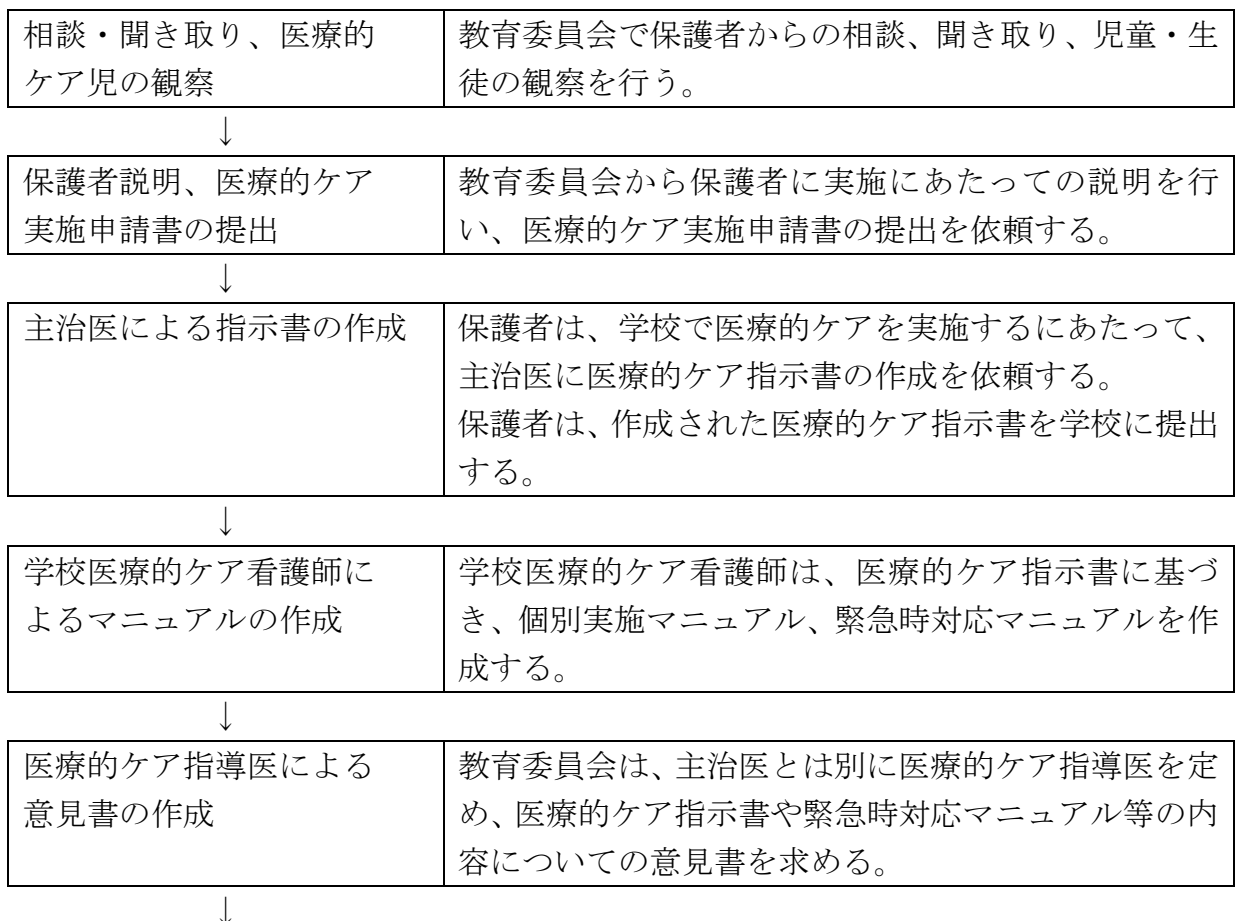 相談・聞き取り、医療的
ケア児の観察
教育委員会で保護者からの相談、聞き取り、児童・生
徒の観察を行う。
↓
保護者説明、医療的ケア
実施申請書の提出
教育委員会から保護者に実施にあたっての説明を行
い、医療的ケア実施申請書の提出を依頼する。
↓
主治医による指示書の作成
保護者は、学校で医療的ケアを実施するにあたって、
主治医に医療的ケア指示書の作成を依頼する。
保護者は、作成された医療的ケア指示書を学校に提出
する。
↓
学校医療的ケア看護師に
よるマニュアルの作成
学校医療的ケア看護師は、医療的ケア指示書に基づ
き、個別実施マニュアル、緊急時対応マニュアルを作
成する。
↓
医療的ケア指導医による
意見書の作成
教育委員会は、主治医とは別に医療的ケア指導医を定
め、医療的ケア指示書や緊急時対応マニュアル等の内
容についての意見書を求める。
↓